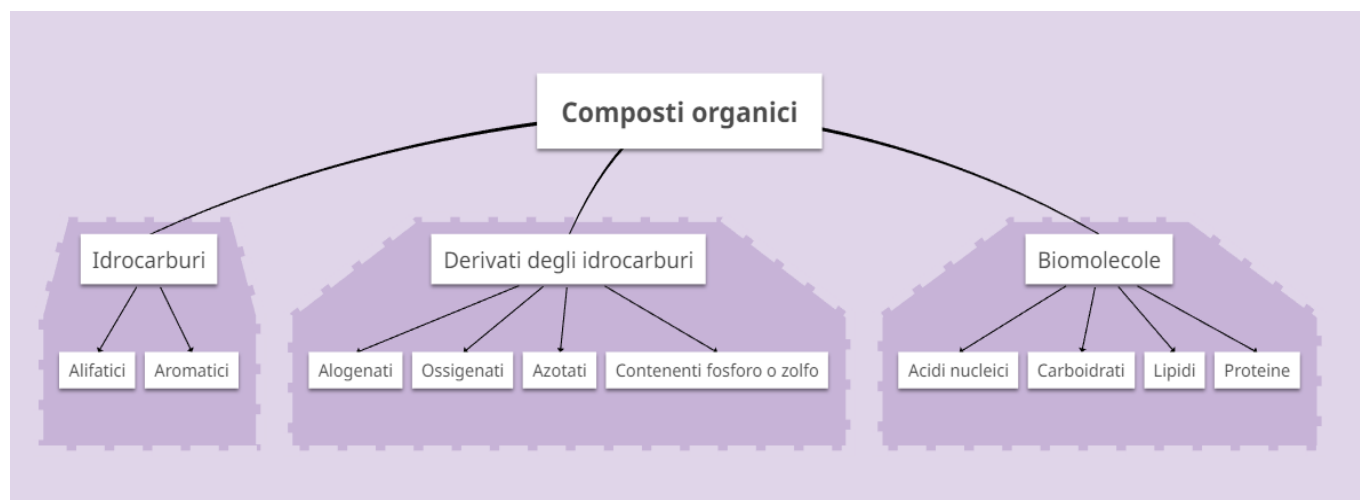 Composti organici
Idrocarburi
Derivati degli idrocarburi
Biomolecole
Alifatici
Aromatici
Alogenati
Ossigenati
Azotati
Contenenti fosforo o zolfo
Acidi nucleici
Carboidrati
Lipidi
Proteine